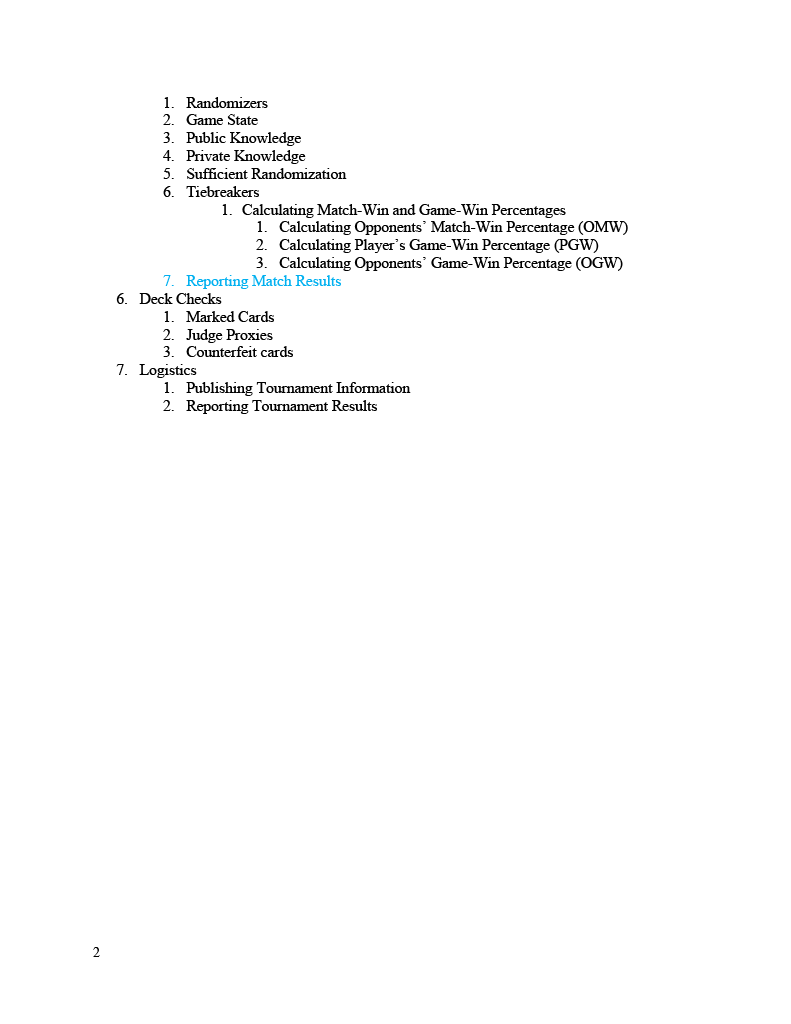 1. Randomizers
2. Game State
3. Public Knowledge
4. Private Knowledge
5. Sufficient Randomization
6. Tiebreakers
1. Calculating Match-Win and Game-Win Percentages
1. Calculating Opponents’ Match-Win Percentage (OMW)
2. Calculating Player’s Game-Win Percentage (PGW)
3. Calculating Opponents’ Game-Win Percentage (OGW)
7. Reporting Match Results
6. Deck Checks
1. Marked Cards
2. Judge Proxies
3. Counterfeit cards
7. Logistics
1. Publishing Tournament Information
2. Reporting Tournament Results
2